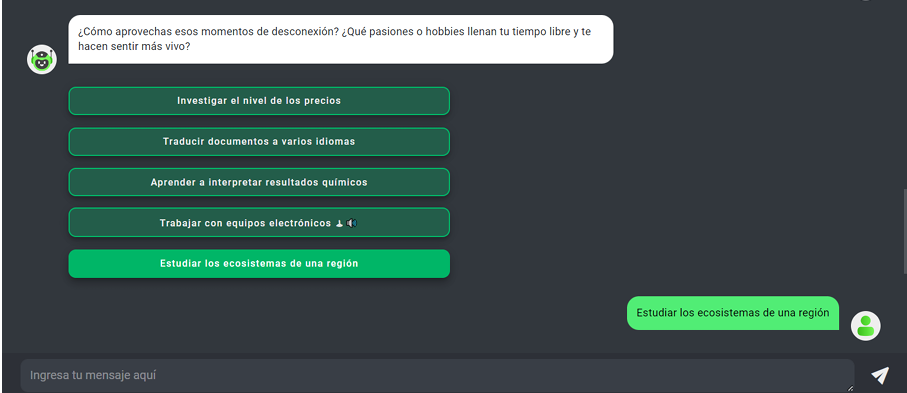 ¿Cómo aprovechas esos momentos de desconexión? ¿Qué pasiones o hobbies llenan tu tiempo libre y te
hacen sentir más vivo?
Investigar el nivel de los precios
Traducir documentos a varios idiomas
Aprender a interpretar resultados químicos
Trabajar con equipos electrónicos 🕹️🔊
Estudiar los ecosistemas de una región
Estudiar los ecosistemas de una región
Ingresa tu mensaje aquí